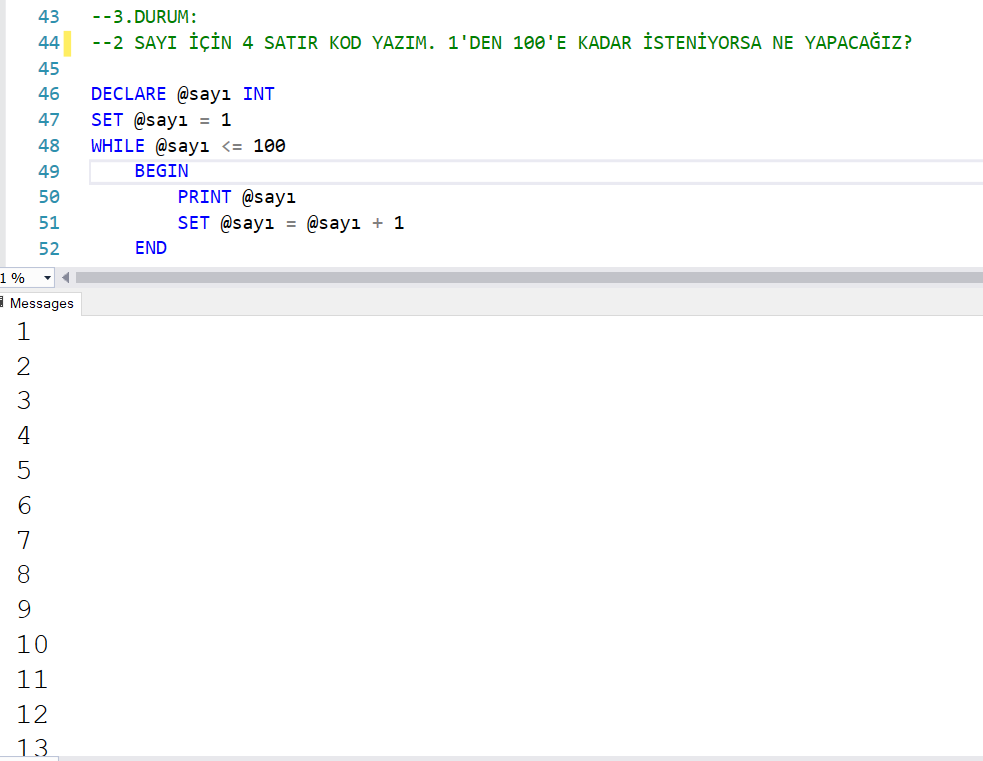 43 --3.DURUM:
44 --2 SAYI İÇİN 4 SATIR KOD YAZIM. 1'DEN 100'E KADAR İSTENİYORSA NE YAPACAĞIZ?
45
46 DECLARE @sayı INT
47 SET @sayı = 1
48 WHILE @sayı <= 100
49 BEGIN
50 PRINT @sayı
51 SET @sayı = @sayı + 1
52 END
1 %
Messages
1
2
3
4
5
6
7
8
9
10
11
12
13